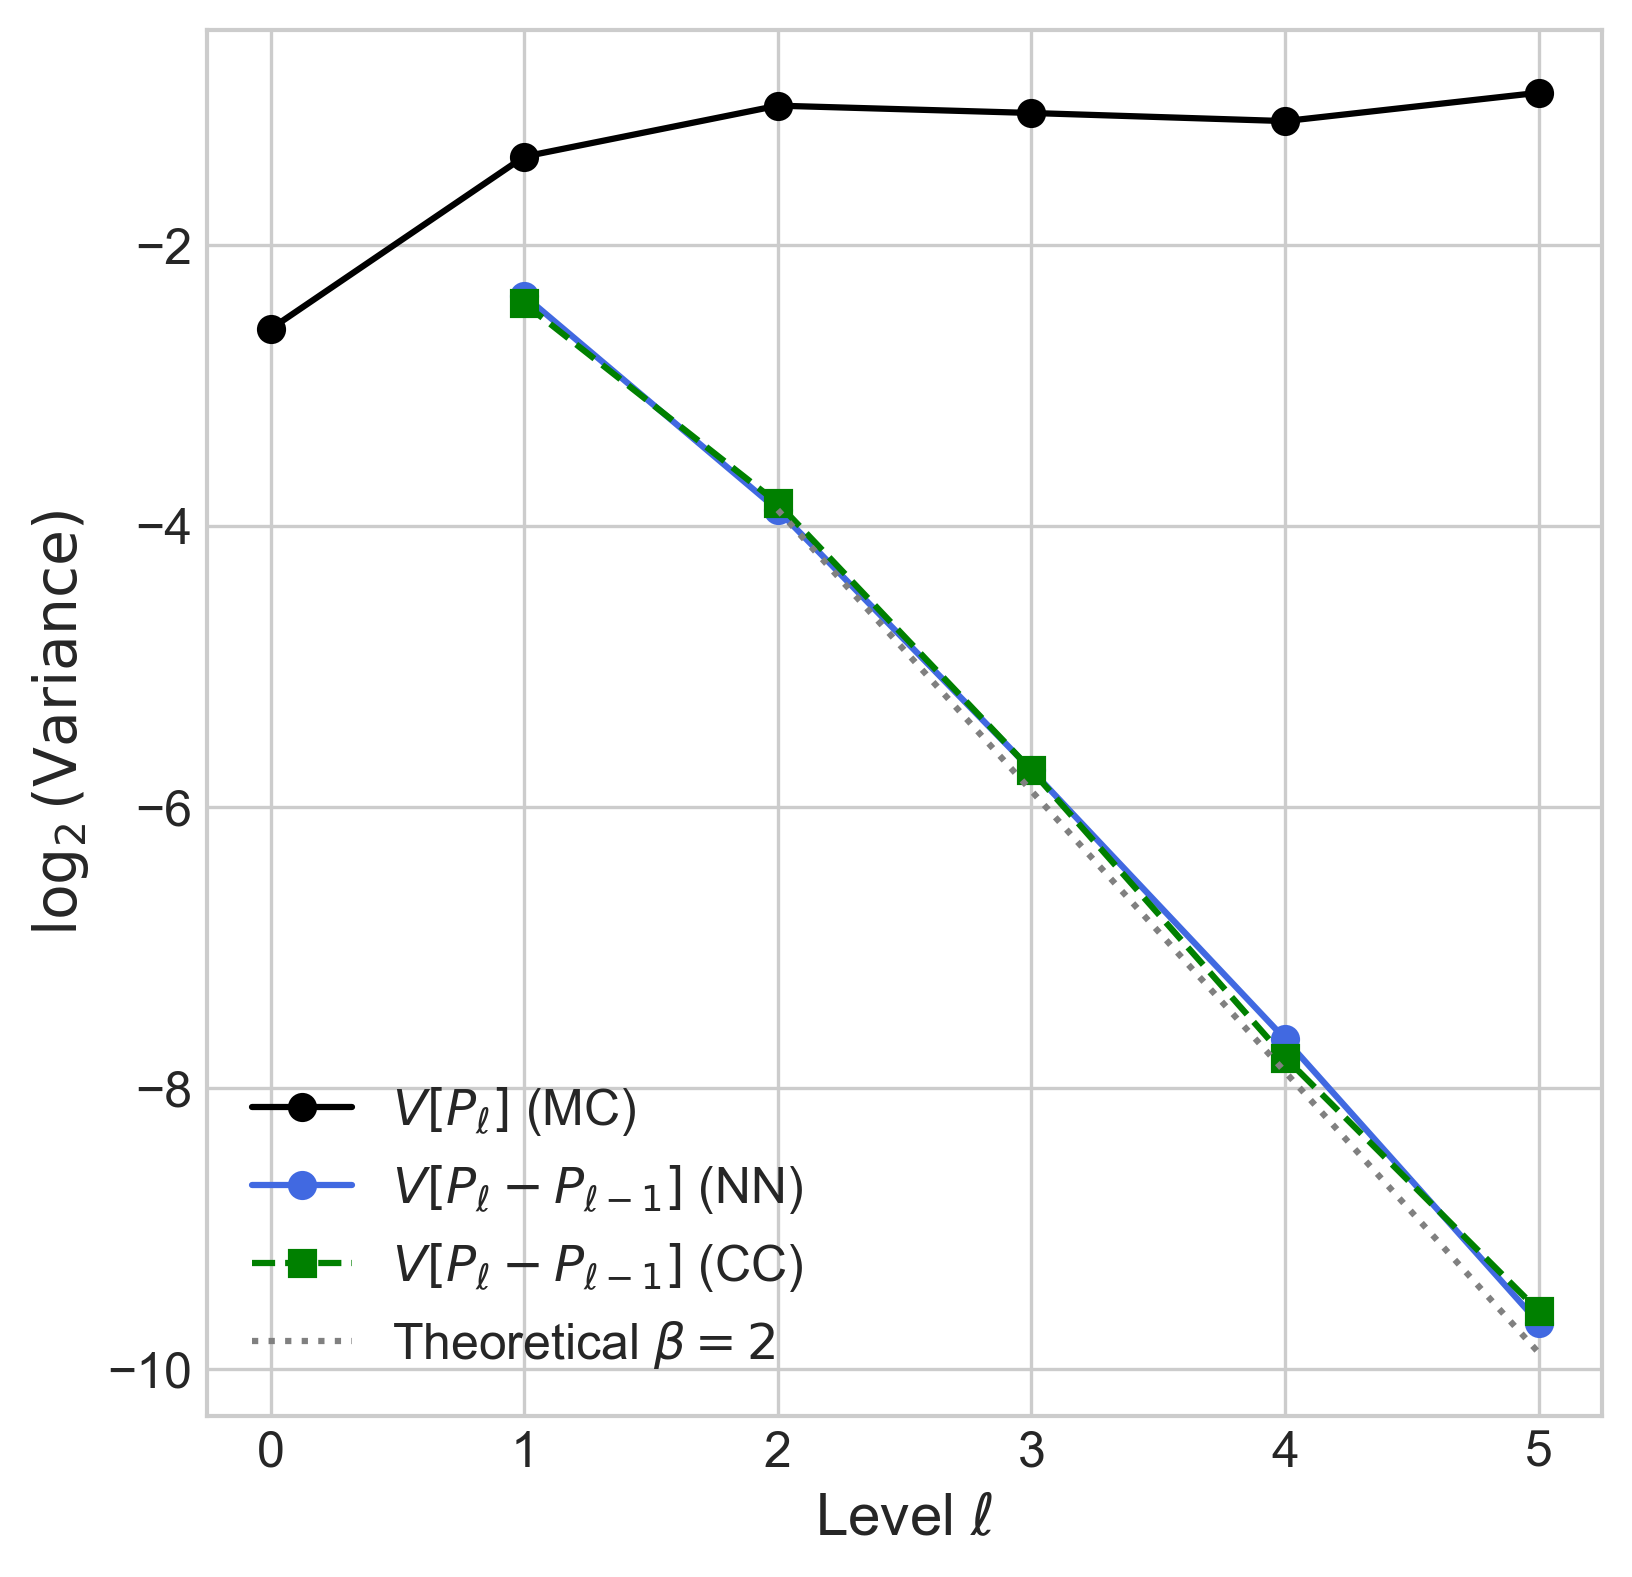 log₂ (Variance)
−2
−4
−6
−8
−10
V[Pℓ] (MC)
V[Pℓ − Pℓ₋₁] (NN)
V[Pℓ − Pℓ₋₁] (CC)
Theoretical β = 2
0 1 2 3 4 5
Level ℓ